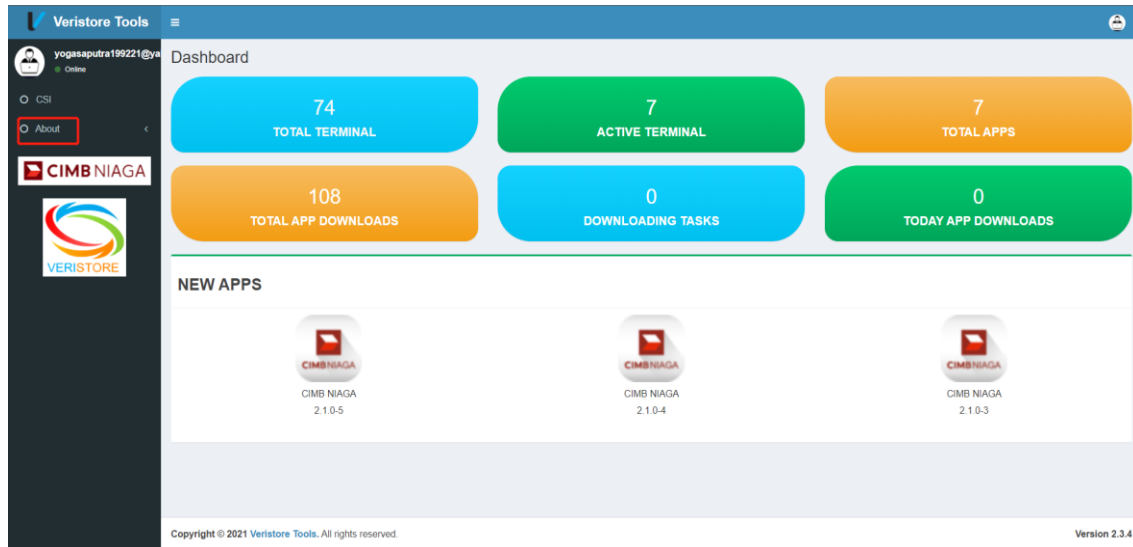 Veristore Tools
yogasaputra199221@ya
Online
CSI
About
CIMB NIAGA
VERISTORE
Dashboard
74
TOTAL TERMINAL
7
ACTIVE TERMINAL
7
TOTAL APPS
108
TOTAL APP DOWNLOADS
0
DOWNLOADING TASKS
0
TODAY APP DOWNLOADS
NEW APPS
CIMB NIAGA
CIMB NIAGA
2.1.0-5
CIMB NIAGA
CIMB NIAGA
2.1.0-4
CIMB NIAGA
CIMB NIAGA
2.1.0-3
Copyright © 2021 Veristore Tools. All rights reserved.
Version 2.3.4